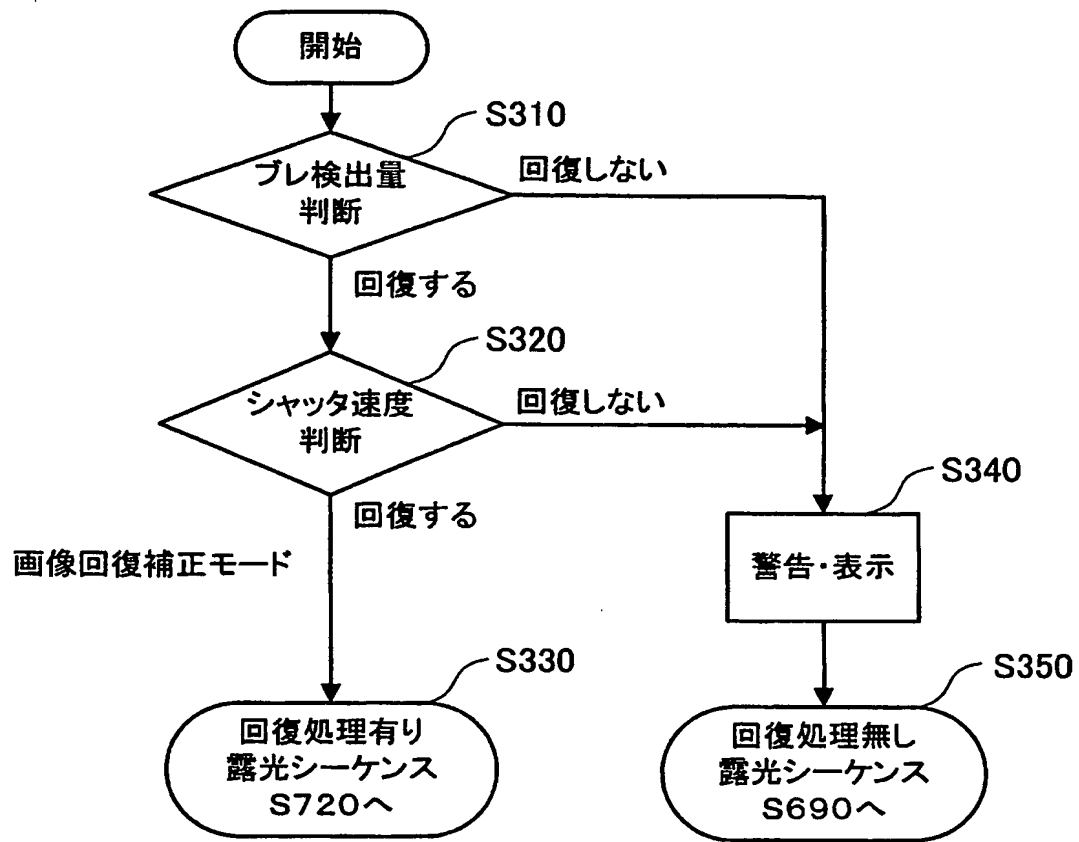 開始
S310
ブレ検出量
判断
回復しない
回復する
S320
シャッタ速度
判断
回復しない
回復する
S340
画像回復補正モード
警告・表示
S330
回復処理有り
露光シーケンス
S720へ
S350
回復処理無し
露光シーケンス
S690へ